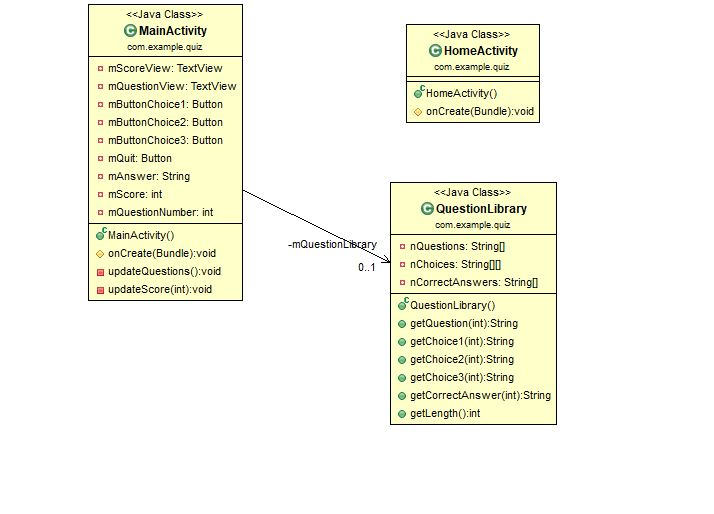 <<Java Class>>
MainActivity
com.example.quiz
mScoreView: TextView
mQuestionView: TextView
mButtonChoice1: Button
mButtonChoice2: Button
mButtonChoice3: Button
mQuit: Button
mAnswer: String
mScore: int
mQuestionNumber: int
MainActivity()
onCreate(Bundle):void
updateQuestions():void
updateScore(int):void
<<Java Class>>
HomeActivity
com.example.quiz
HomeActivity()
onCreate(Bundle):void
-mQuestionLibrary
0..1
<<Java Class>>
QuestionLibrary
com.example.quiz
nQuestions: String[]
nChoices: String[][]
nCorrectAnswers: String[]
QuestionLibrary()
getQuestion(int):String
getChoice1(int):String
getChoice2(int):String
getChoice3(int):String
getCorrectAnswer(int):String
getLength():int